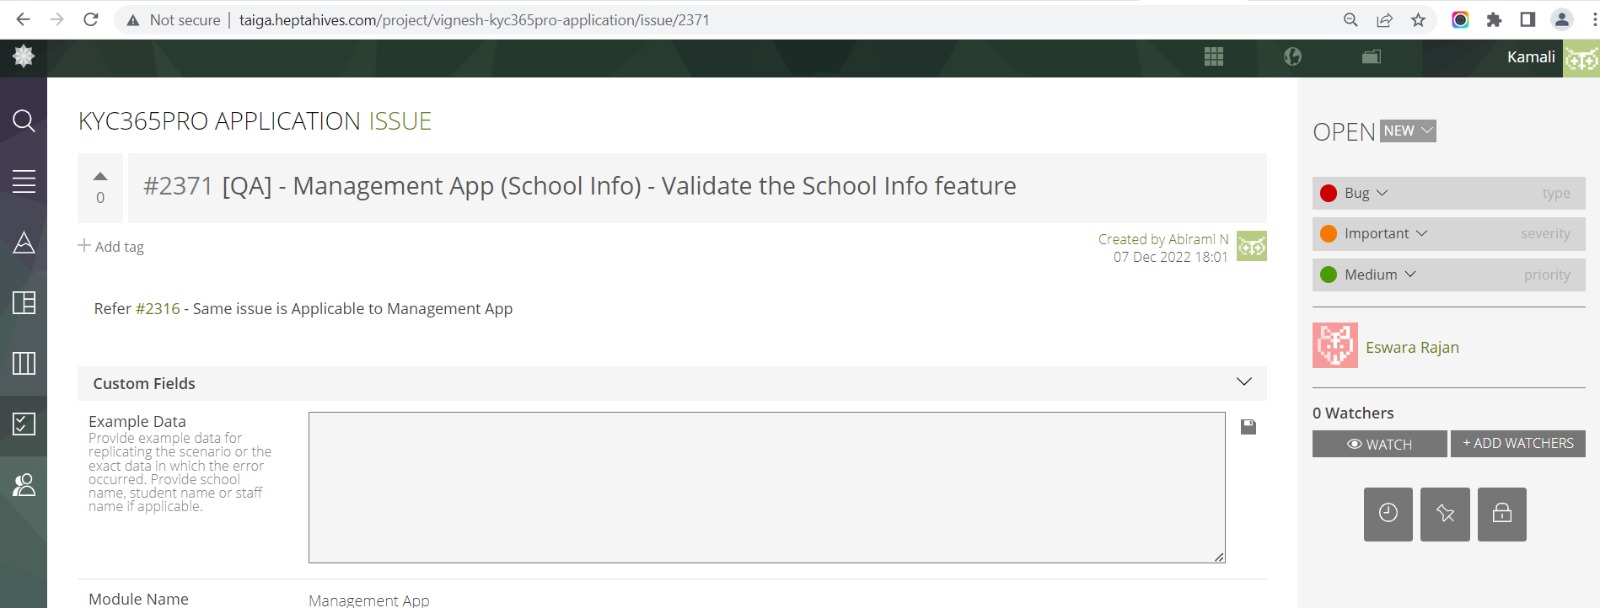 Not secure | taiga.heptahives.com/project/vignesh-kyc365pro-application/issue/2371
Kamali
KYC365PRO APPLICATION ISSUE
OPEN NEW
0
#2371 [QA] - Management App (School Info) - Validate the School Info feature
Add tag
Created by Abirami N
07 Dec 2022 18:01
Bug type
Important severity
Medium priority
Refer #2316 - Same issue is Applicable to Management App
Eswara Rajan
Custom Fields
0 Watchers
WATCH
+ ADD WATCHERS
Example Data
Provide example data for
replicating the scenario or the
exact data in which the error
occurred. Provide school
name, student name or staff
name if applicable.
Module Name
Management App